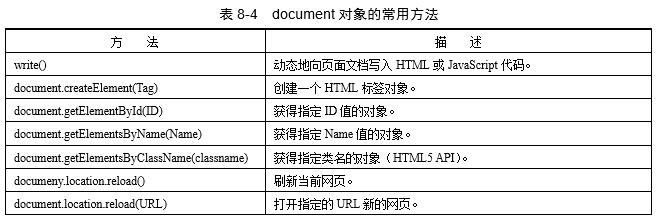 表 8-4 document 对象的常用方法
方 法 描 述
write() 动态地向页面文档写入 HTML 或 JavaScript 代码。
document.createElement(Tag) 创建一个 HTML 标签对象。
document.getElementById(ID) 获得指定 ID 值的对象。
document.getElementsByName(Name) 获得指定 Name 值的对象。
document.getElementsByClassName(classname) 获得指定类名的对象（HTML5 API）。
documeny.location.reload() 刷新当前网页。
document.location.reload(URL) 打开指定的 URL 新的网页。